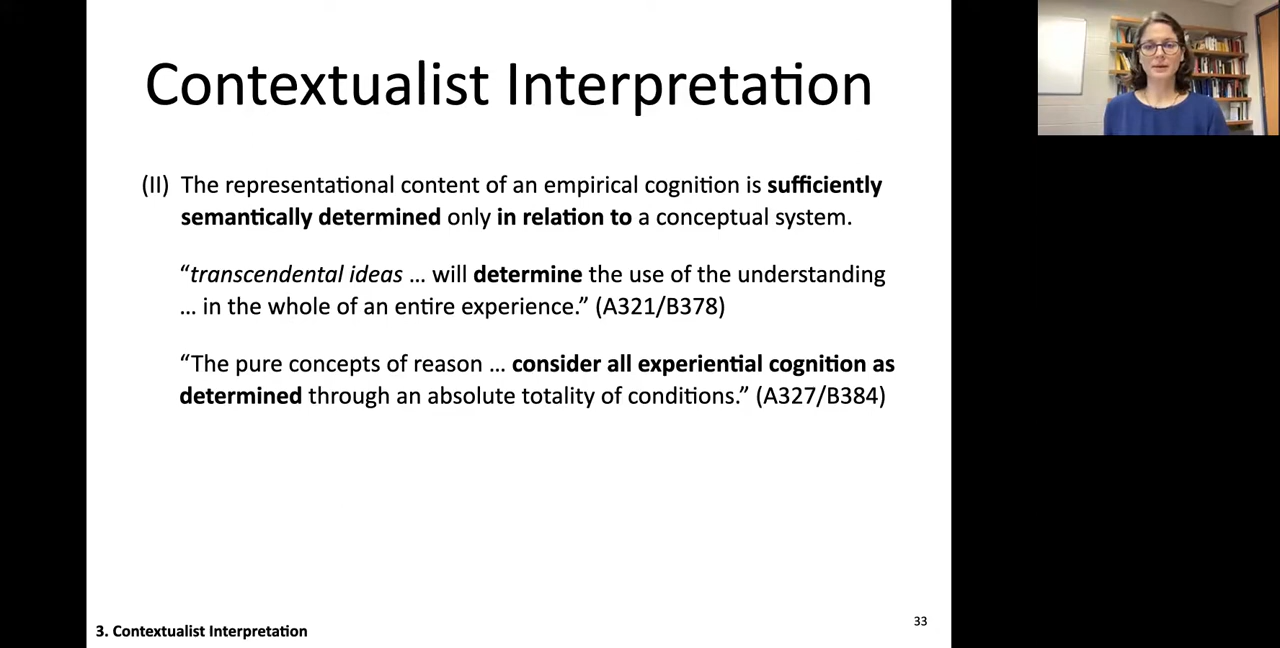 Contextualist Interpretation
(II) The representational content of an empirical cognition is sufficiently
semantically determined only in relation to a conceptual system.
“transcendental ideas … will determine the use of the understanding
… in the whole of an entire experience.” (A321/B378)
“The pure concepts of reason … consider all experiential cognition as
determined through an absolute totality of conditions.” (A327/B384)
3. Contextualist Interpretation
33